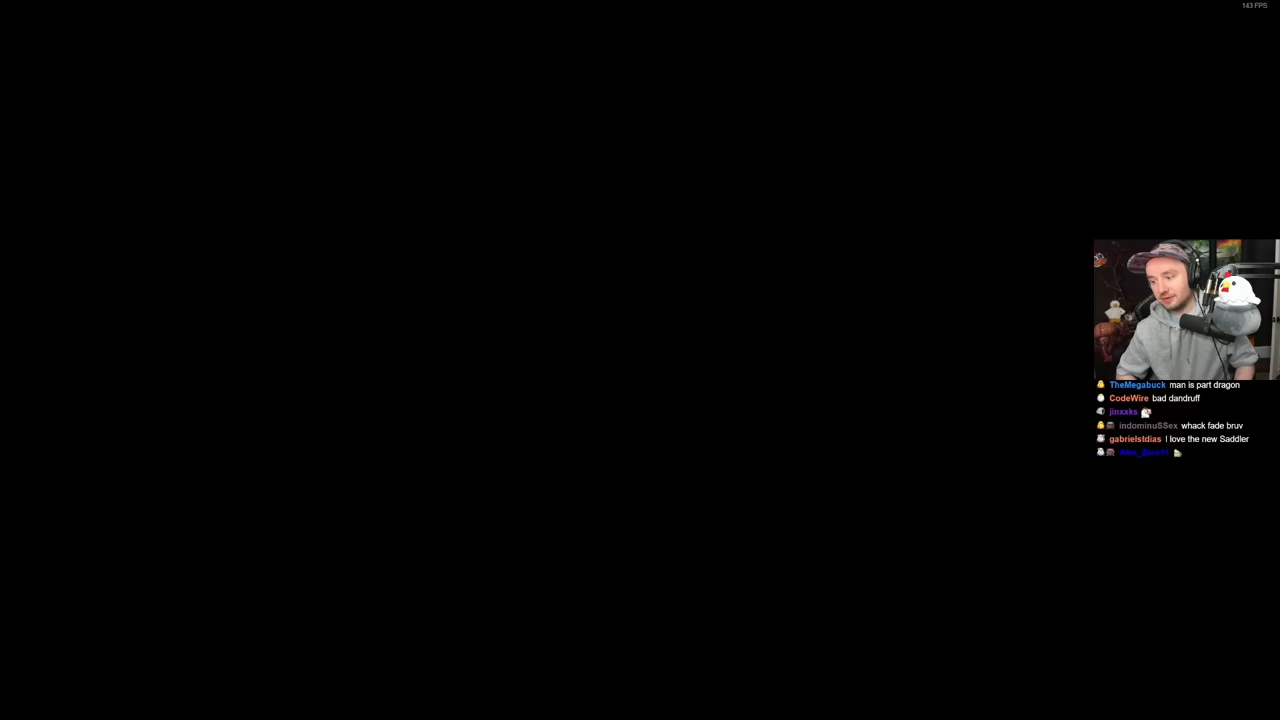 143 FPS
TheMegabuck man is part dragon
CodeWire bad dandruff
jinxxks
indominuSSex whack fade bruv
gabrielstdias I love the new Saddler